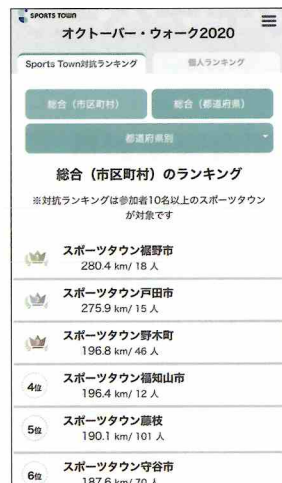 SPORTS TOWN
オクトーバー・ウォーク2020
Sports Town対抗ランキング
個人ランキング
総合（市区町村）
総合（都道府県）
都道府県別
総合（市区町村）のランキング
※対抗ランキングは参加者10名以上のスポーツタウン
が対象です
スポーツタウン裾野市
280.4 km/ 18 人
スポーツタウン戸田市
275.9 km/ 15 人
スポーツタウン野木町
196.8 km/ 46 人
4位
スポーツタウン福知山市
196.4 km/ 12 人
5位
スポーツタウン藤枝
190.1 km/ 101 人
6位
スポーツタウン守谷市
187.6 km/ 70 人